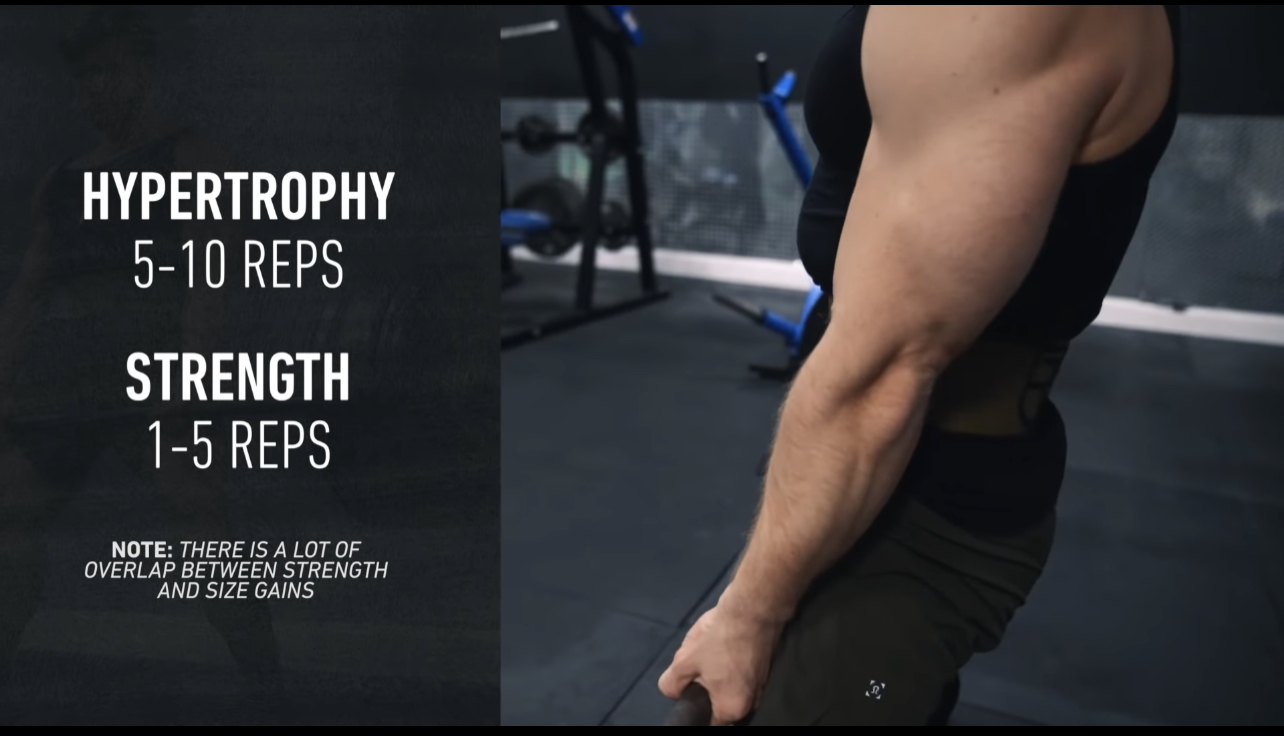 HYPERTROPHY
5-10 REPS
STRENGTH
1-5 REPS
NOTE: THERE IS A LOT OF
OVERLAP BETWEEN STRENGTH
AND SIZE GAINS